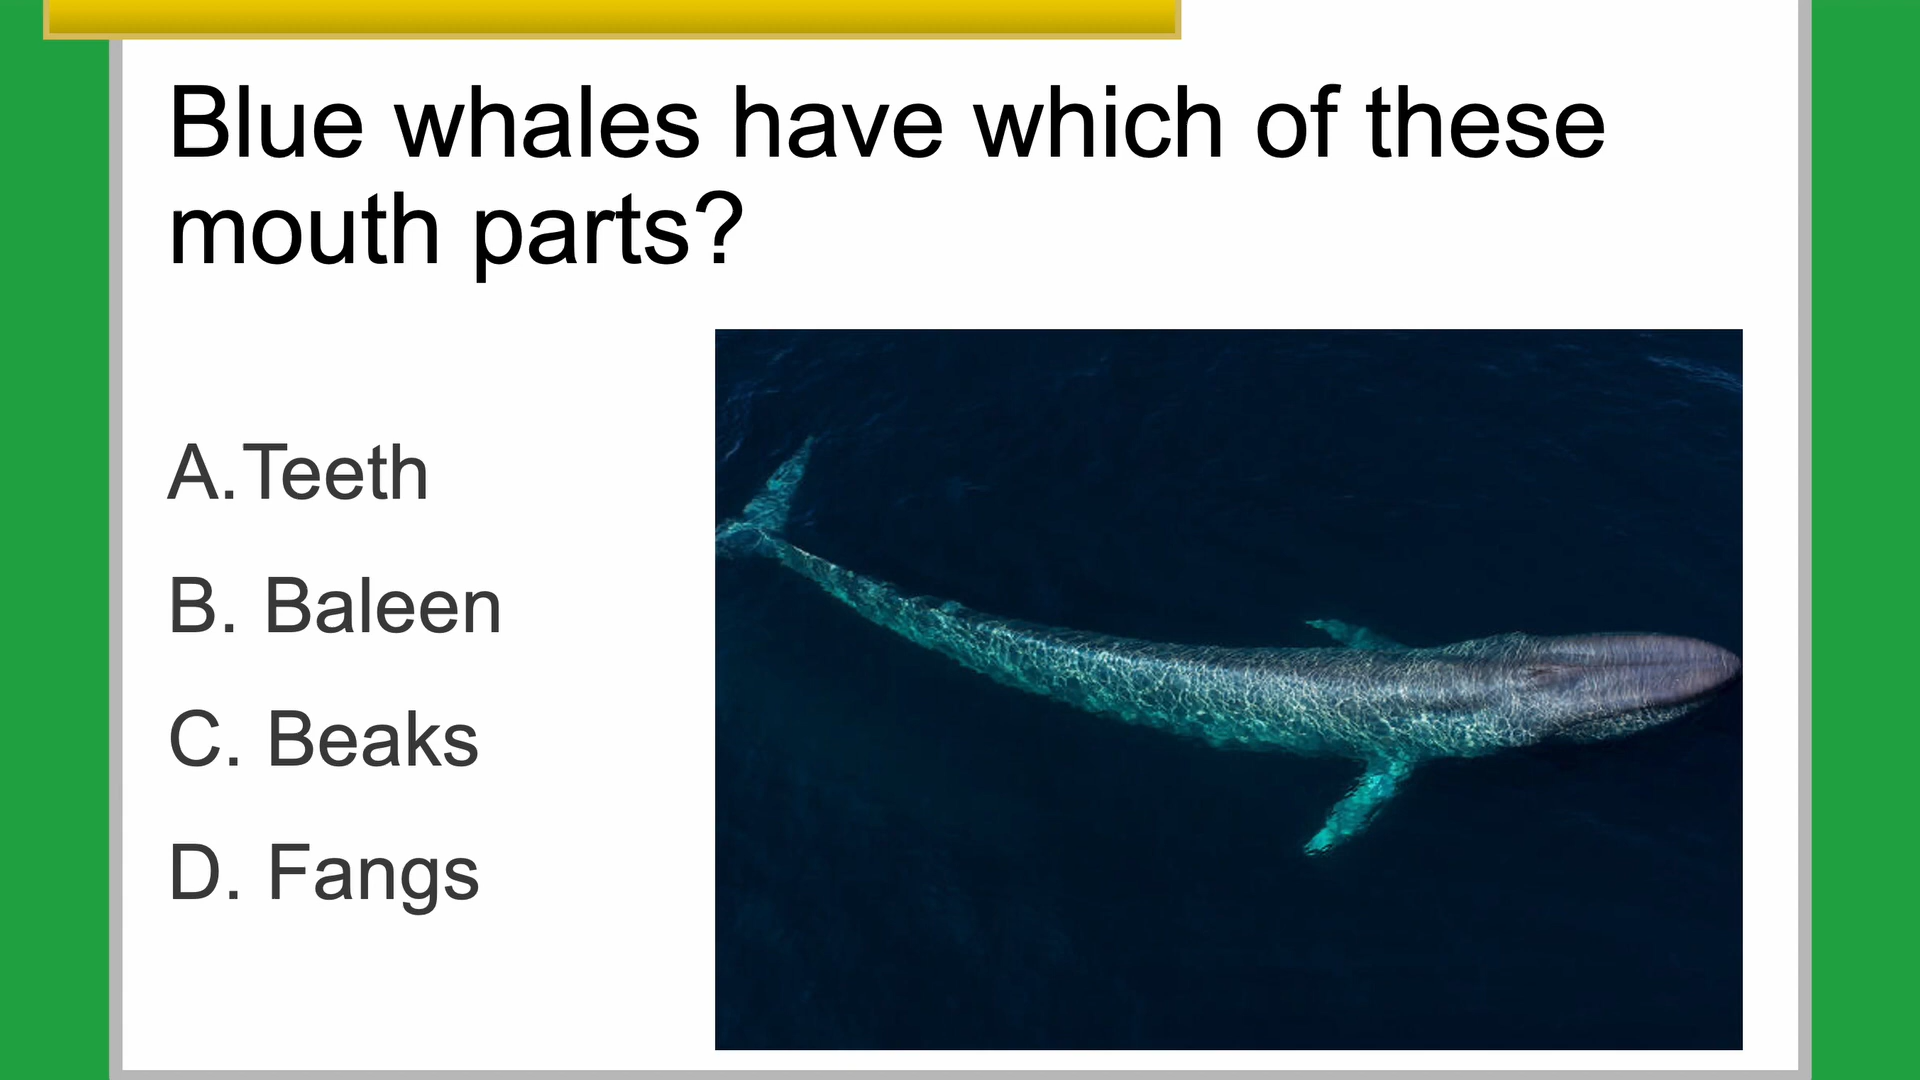 Blue whales have which of these
mouth parts?
A.Teeth
B. Baleen
C. Beaks
D. Fangs